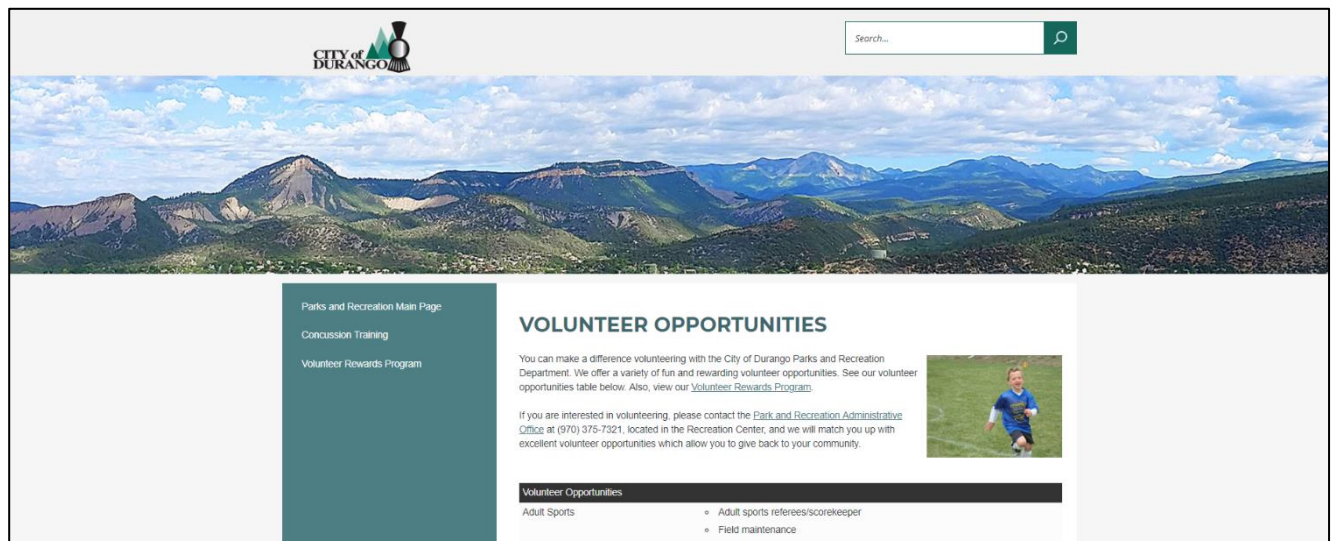 CITY of
DURANGO
Search...
Parks and Recreation Main Page
Concussion Training
Volunteer Rewards Program
VOLUNTEER OPPORTUNITIES
You can make a difference volunteering with the City of Durango Parks and Recreation
Department. We offer a variety of fun and rewarding volunteer opportunities. See our volunteer
opportunities table below. Also, view our Volunteer Rewards Program.
If you are interested in volunteering, please contact the Park and Recreation Administrative
Office at (970) 375-7321, located in the Recreation Center, and we will match you up with
excellent volunteer opportunities which allow you to give back to your community.
Volunteer Opportunities
Adult Sports
Adult sports referees/scorekeeper
Field maintenance